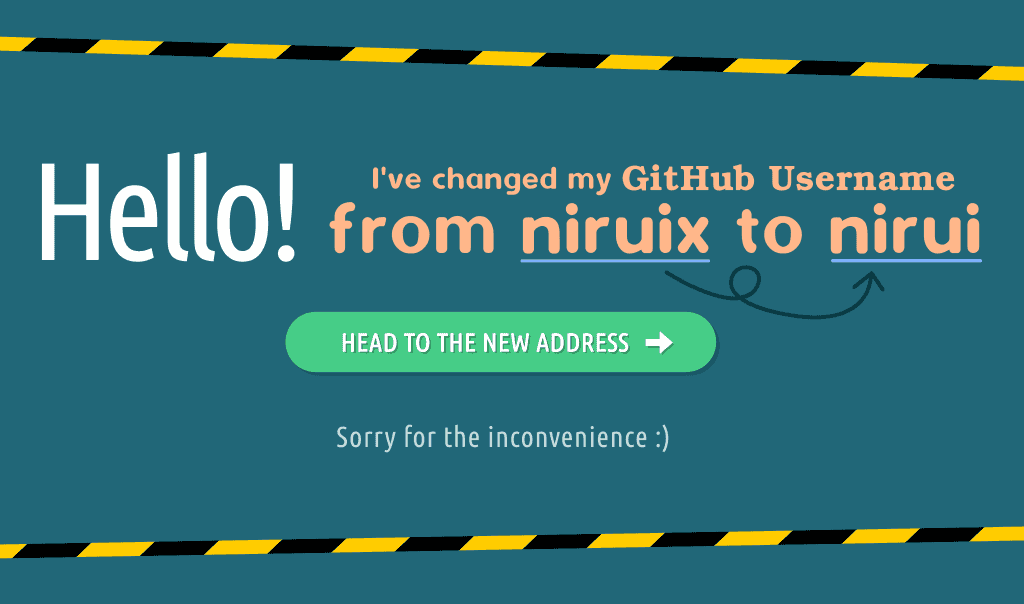 Hello!
I've changed my GitHub Username
from niruix to nirui
HEAD TO THE NEW ADDRESS
Sorry for the inconvenience :)